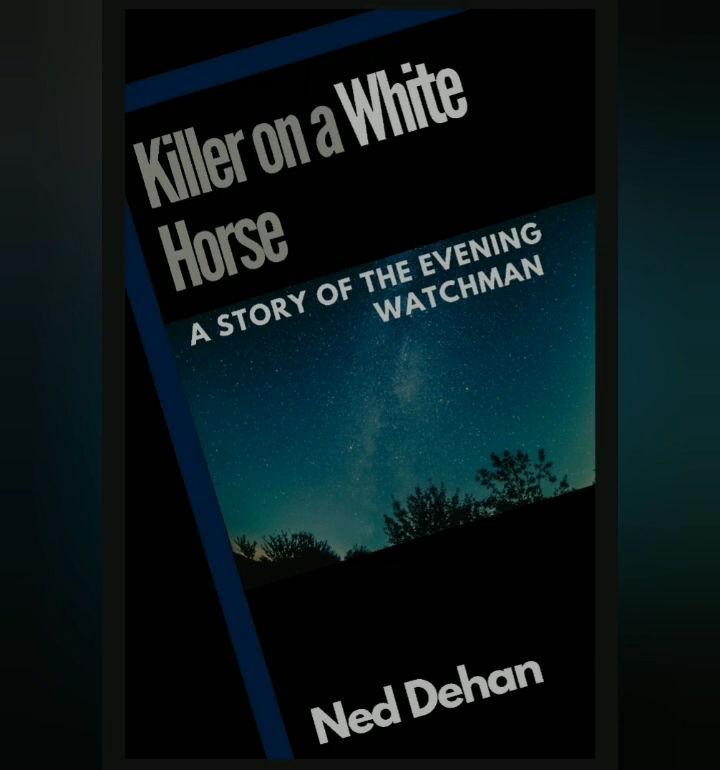 Killer on a White
Horse
A STORY OF THE EVENING
WATCHMAN
Ned Dehan